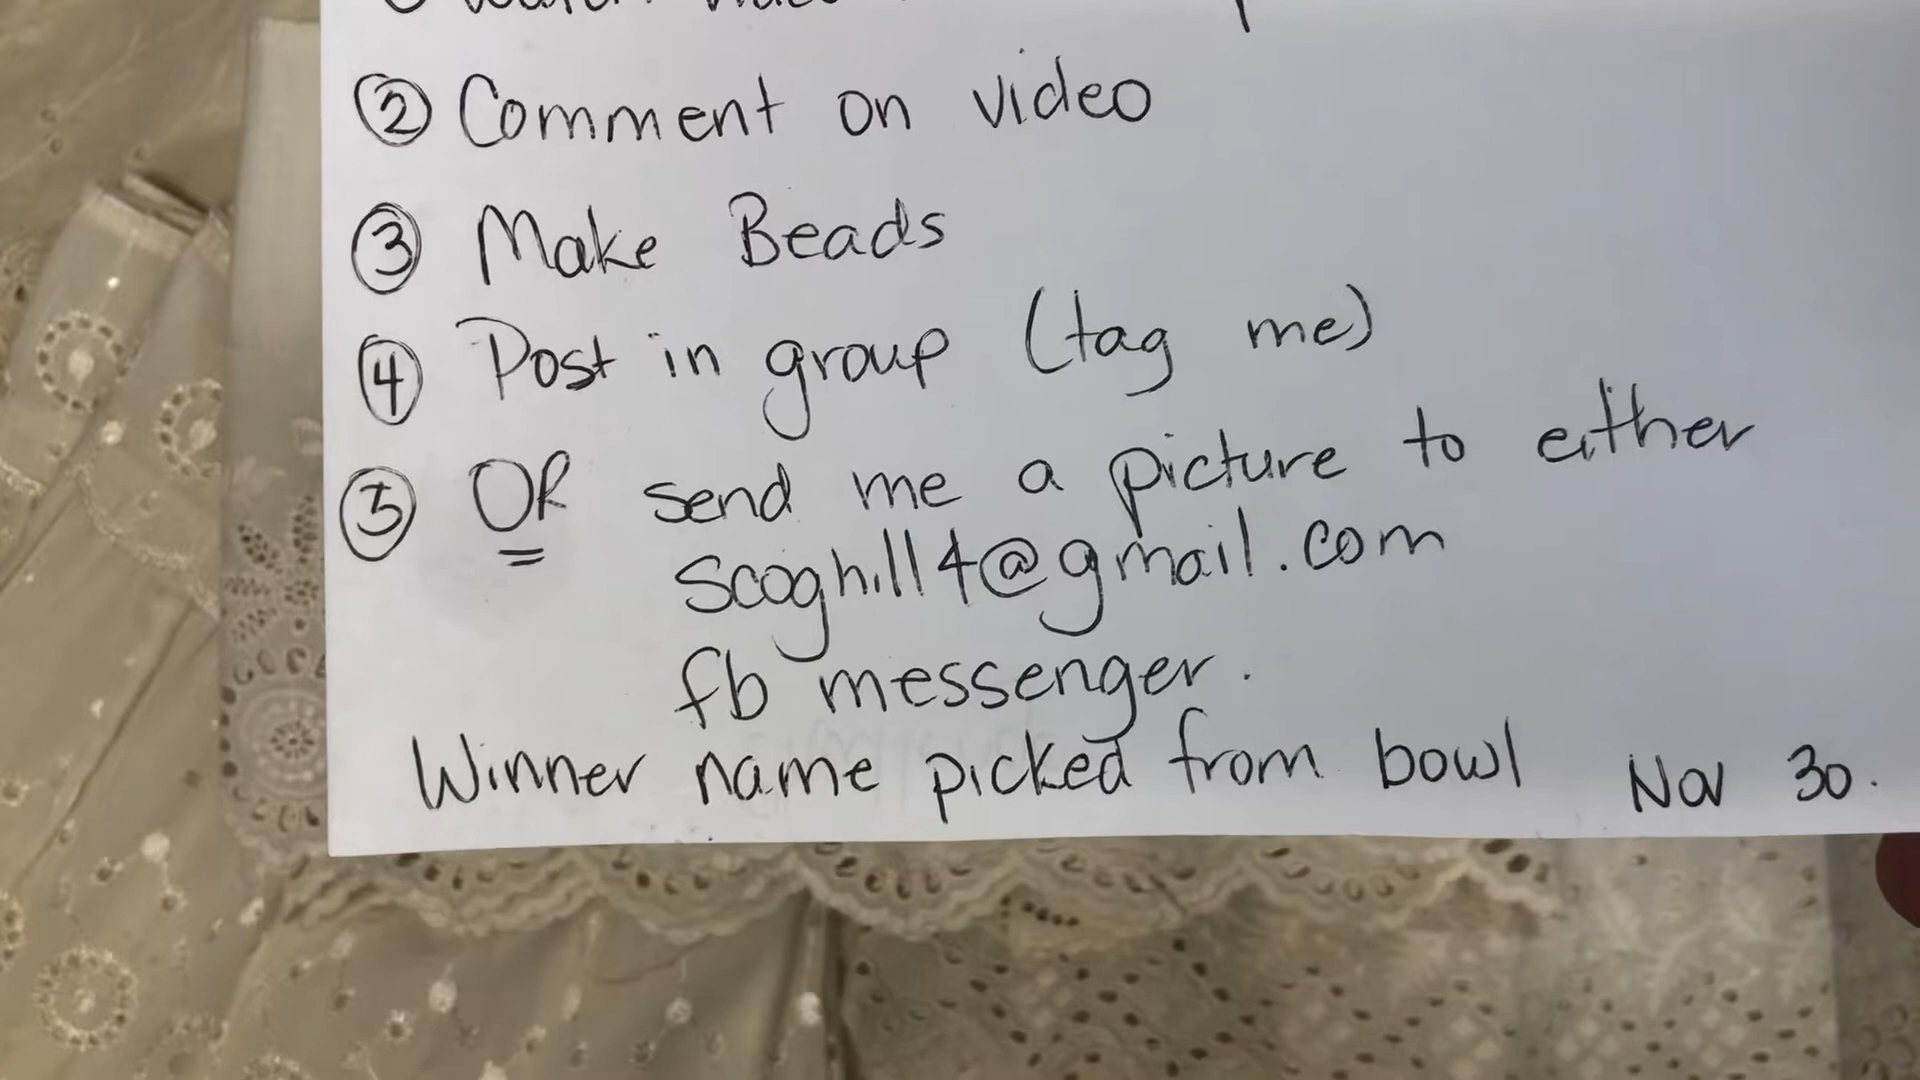 ② Comment on video
③ Make Beads
④ Post in group (tag me)
⑤ OR send me a picture to either
scoghill4@gmail.com
fb messenger.
Winner name picked from bowl Nov 30.